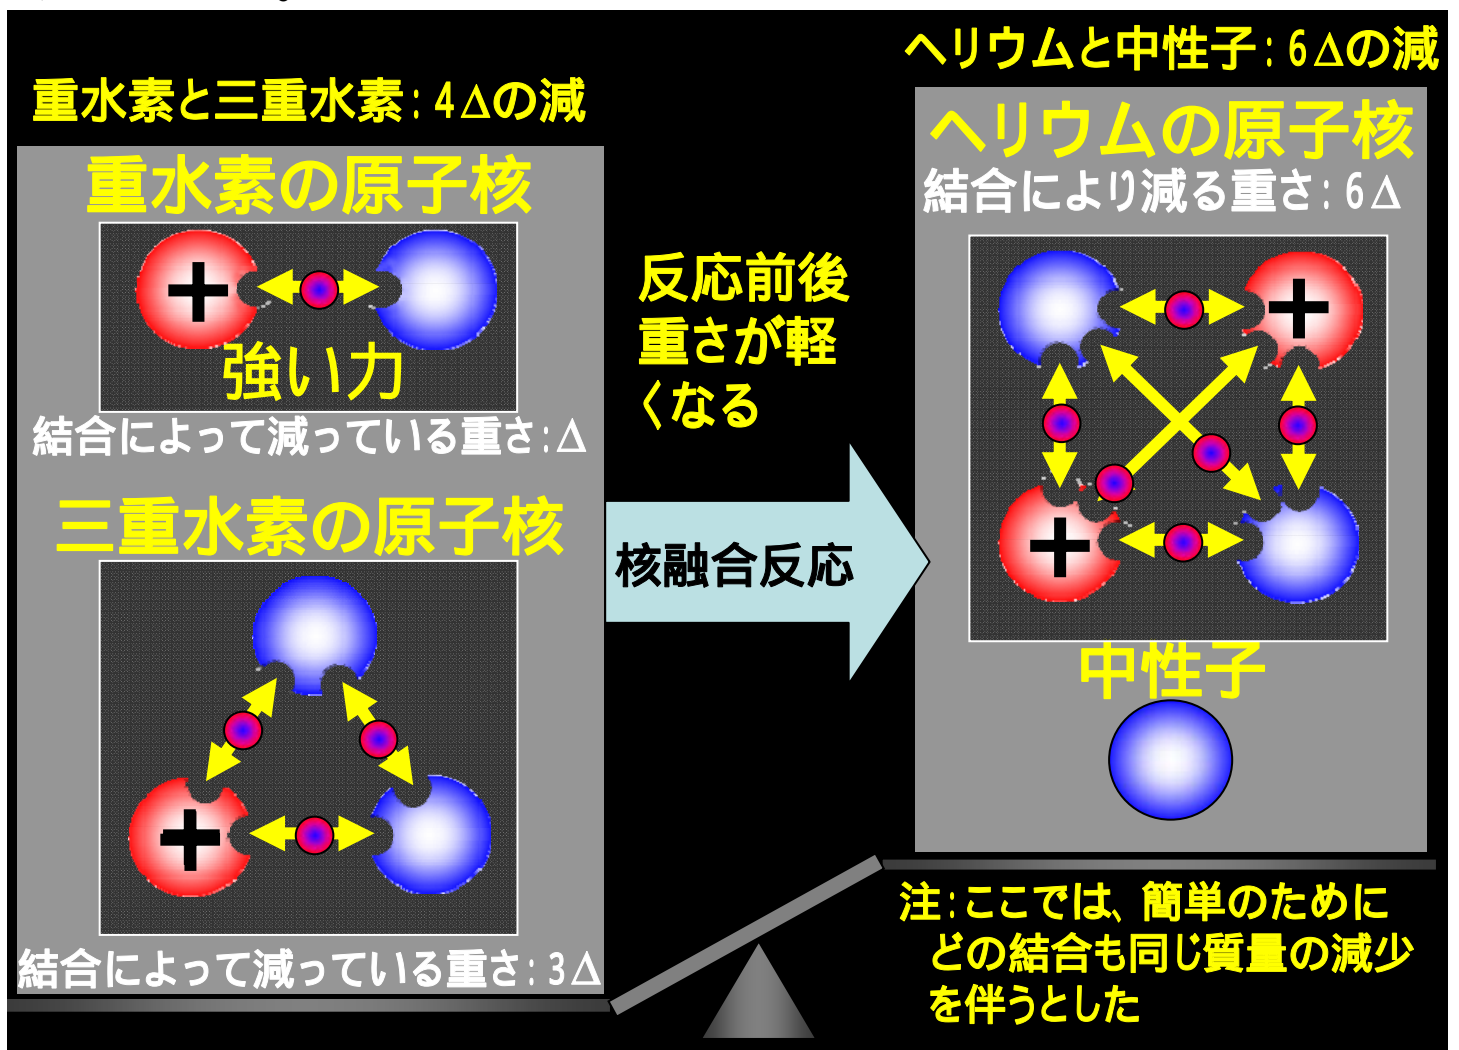 重水素と三重水素:4Δの減
重水素の原子核
+
強い力
結合によって減っている重さ:Δ
三重水素の原子核
+
結合によって減っている重さ:3Δ
反応前後
重さが軽
くなる
核融合反応
ヘリウムと中性子:6Δの減
ヘリウムの原子核
結合により減る重さ:6Δ
+
+
中性子
注:ここでは、簡単のために
どの結合も同じ質量の減少
を伴うとした